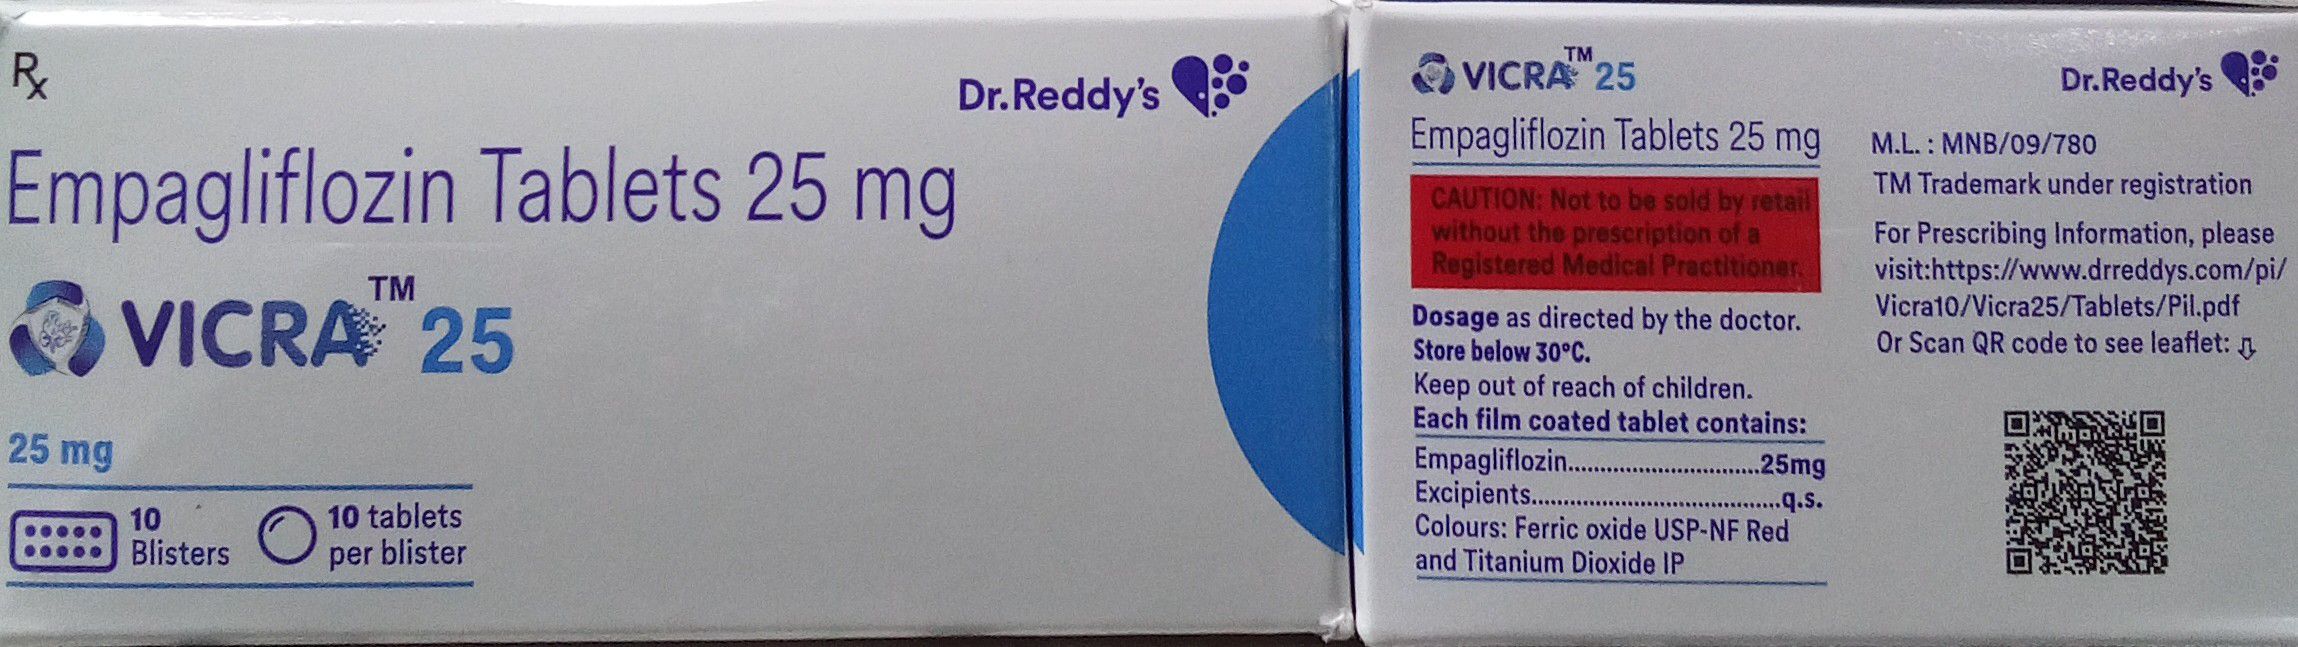 Rx
Dr.Reddy's
Empagliflozin Tablets 25 mg
VICRA™ 25
25 mg
10
Blisters
10 tablets
per blister
VICRA™ 25
Empagliflozin Tablets 25 mg
CAUTION: Not to be sold by retail
without the prescription of a
Registered Medical Practitioner.
Dosage as directed by the doctor.
Store below 30°C.
Keep out of reach of children.
Each film coated tablet contains:
Empagliflozin.............................25mg
Excipients......................................q.s.
Colours: Ferric oxide USP-NF Red
and Titanium Dioxide IP
Dr.Reddy's
M.L. : MNB/09/780
TM Trademark under registration
For Prescribing Information, please
visit:https://www.drreddys.com/pi/
Vicra10/Vicra25/Tablets/Pil.pdf
Or Scan QR code to see leaflet: